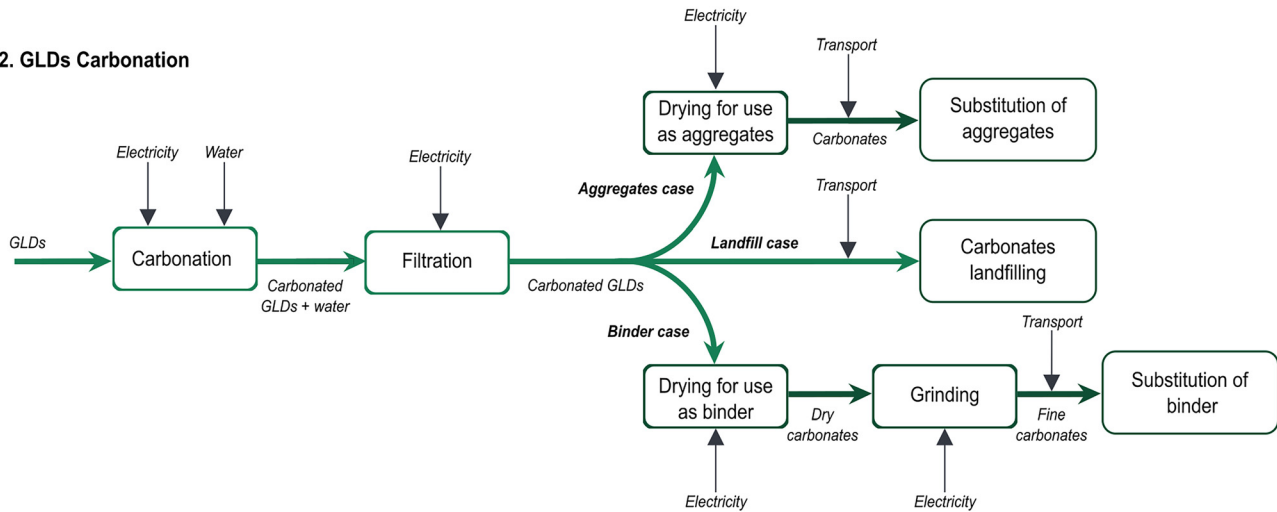 2. GLDs Carbonation
Electricity
Transport
Drying for use
as aggregates
Carbonates
Substitution of
aggregates
Electricity
Water
Electricity
Aggregates case
Transport
GLDs
Carbonation
Carbonated
GLDs + water
Filtration
Carbonated GLDs
Landfill case
Carbonates
landfilling
Binder case
Transport
Drying for use
as binder
Dry
carbonates
Grinding
Fine
carbonates
Substitution of
binder
Electricity
Electricity